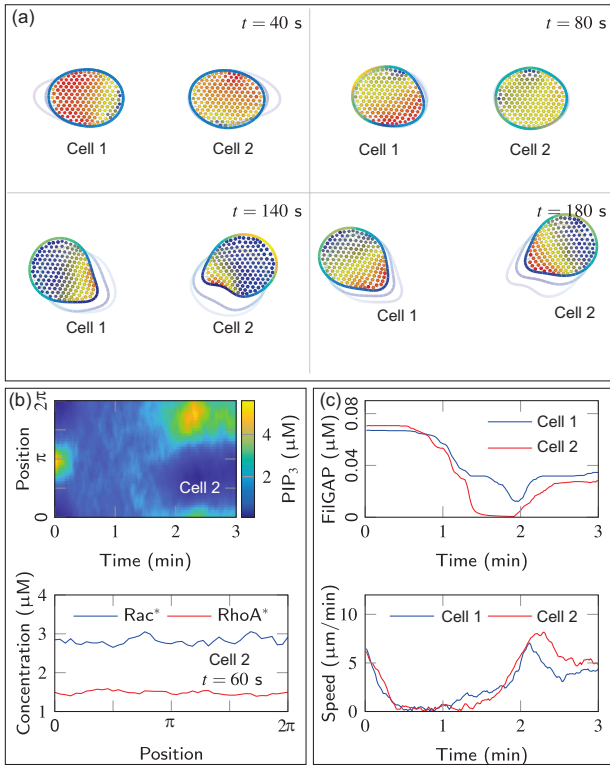 (a)
t = 40 s
t = 80 s
Cell 1
Cell 2
Cell 1
Cell 2
t = 140 s
t = 180 s
Cell 1
Cell 2
Cell 1
Cell 2
(b)
2π
π
0
Position
Cell 2
0
1
2
3
Time (min)
4
2
PIP3 (μM)
4
3
2
1
Concentration (μM)
Rac*
RhoA*
Cell 2
t = 60 s
0
π
2π
Position
(c)
0.08
0.04
0
FilGAP (μM)
Cell 1
Cell 2
0
1
2
3
Time (min)
10
5
0
Speed (μm/min)
Cell 1
Cell 2
0
1
2
3
Time (min)